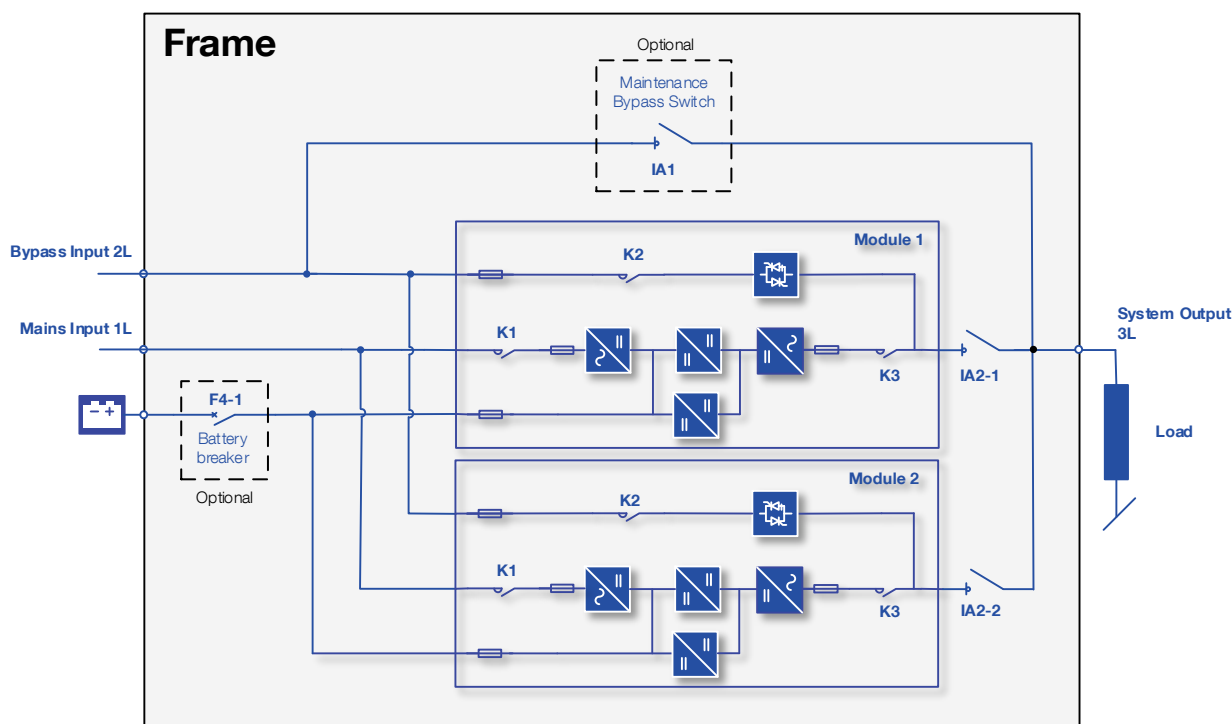 Frame
Optional
Maintenance
Bypass Switch
IA1
Bypass Input 2L
Module 1
K2
Mains Input 1L
K1
K3
IA2-1
System Output
3L
F4-1
Battery
breaker
Optional
Load
Module 2
K2
K1
K3
IA2-2